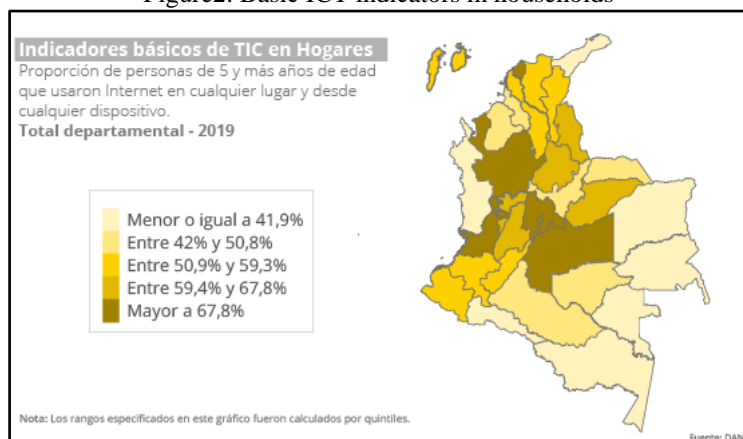 Figure2. Basic ICT indicators in households
Indicadores básicos de TIC en Hogares
Proporción de personas de 5 y más años de edad
que usaron Internet en cualquier lugar y desde
cualquier dispositivo.
Total departamental - 2019
Menor o igual a 41,9%
Entre 42% y 50,8%
Entre 50,9% y 59,3%
Entre 59,4% y 67,8%
Mayor a 67,8%
Nota: Los rangos especificados en este gráfico fueron calculados por quintiles.
Fuente: DAN